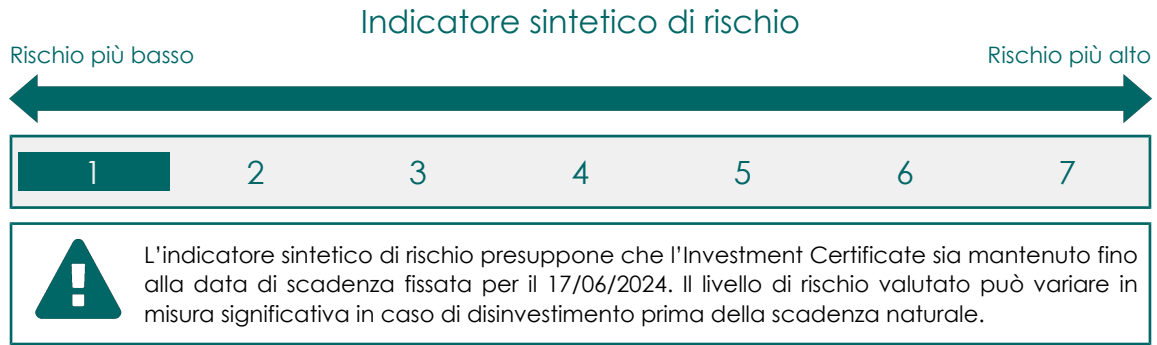 Indicatore sintetico di rischio
Rischio più basso
Rischio più alto
1 2 3 4 5 6 7
L'indicatore sintetico di rischio presuppone che l'Investment Certificate sia mantenuto fino
alla data di scadenza fissata per il 17/06/2024. Il livello di rischio valutato può variare in
misura significativa in caso di disinvestimento prima della scadenza naturale.